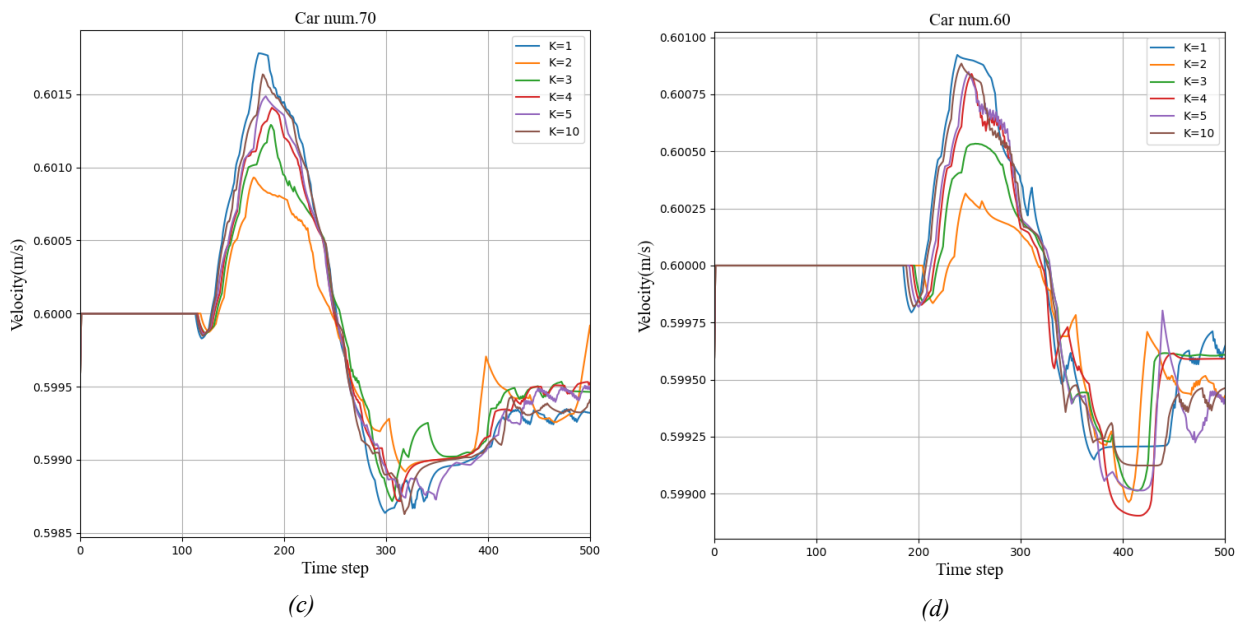 Car num.70
K=1
K=2
K=3
K=4
K=5
K=10
0.6015
0.6010
0.6005
0.6000
0.5995
0.5990
0.5985
Velocity(m/s)
0 100 200 300 400 500
Time step
(c)
Car num.60
K=1
K=2
K=3
K=4
K=5
K=10
0.60100
0.60075
0.60050
0.60025
0.60000
0.59975
0.59950
0.59925
0.59900
Velocity(m/s)
0 100 200 300 400 500
Time step
(d)